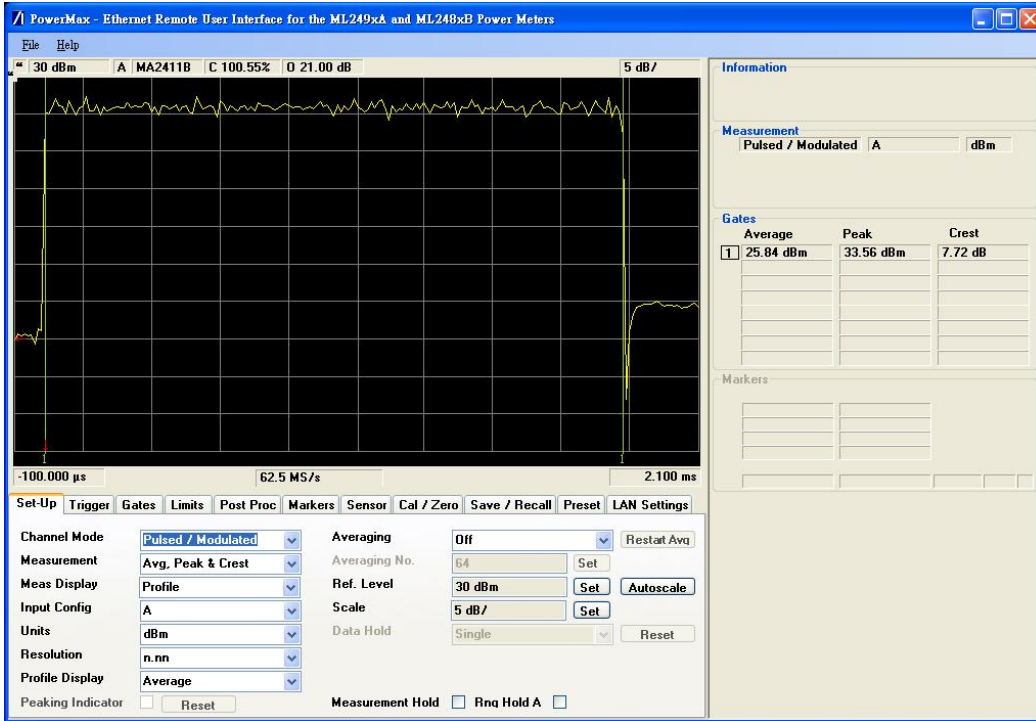 PowerMax - Ethernet Remote User Interface for the ML249xA and ML248xB Power Meters
File Help
30 dBm A MA2411B C 100.55% O 21.00 dB 5 dB/
1 1
-100.000 µs 62.5 MS/s 2.100 ms
Information
Measurement
Pulsed / Modulated A dBm
Gates
Average Peak Crest
1 25.84 dBm 33.56 dBm 7.72 dB
Markers
Set-Up Trigger Gates Limits Post Proc Markers Sensor Cal / Zero Save / Recall Preset LAN Settings
Channel Mode Pulsed / Modulated Averaging Off Restart Avg
Measurement Avg, Peak & Crest Averaging No. 64 Set
Meas Display Profile Ref. Level 30 dBm Set Autoscale
Input Config A Scale 5 dB/ Set
Units dBm Data Hold Single Reset
Resolution n.nn
Profile Display Average
Peaking Indicator Reset Measurement Hold Rng Hold A